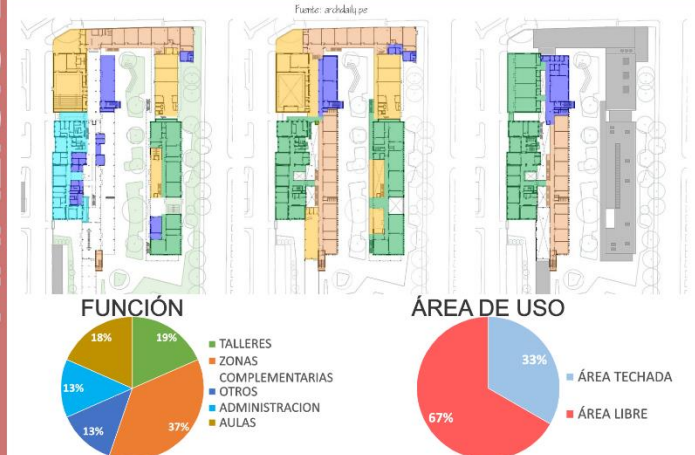 Fuente: archdaily.pe
FUNCIÓN
18%
19%
13%
13%
37%
TALLERES
ZONAS
COMPLEMENTARIAS
OTROS
ADMINISTRACION
AULAS
ÁREA DE USO
33%
67%
ÁREA TECHADA
ÁREA LIBRE